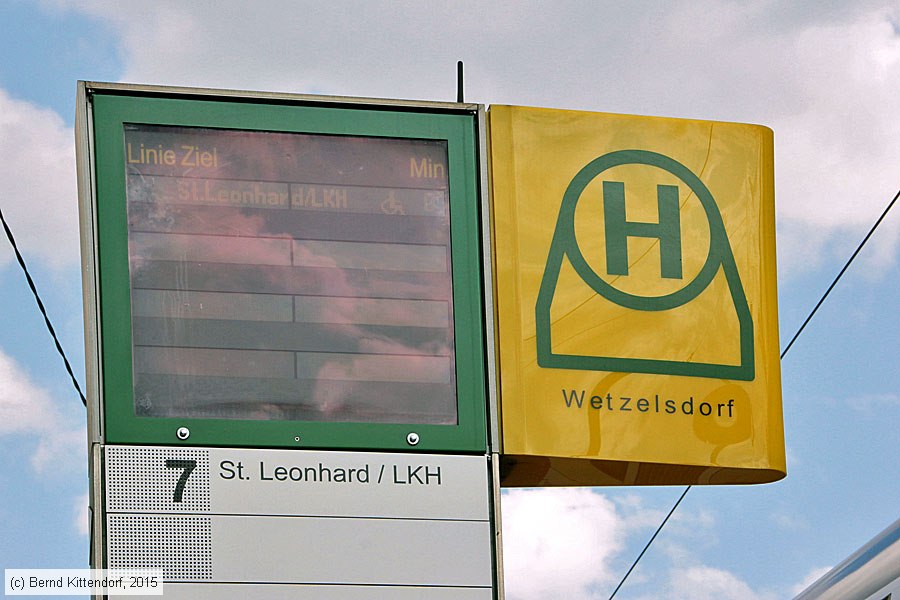 Linie Ziel Min
St.Leonhard/LKH
H
Wetzelsdorf
7 St. Leonhard / LKH
(c) Bernd Kittendorf, 2015